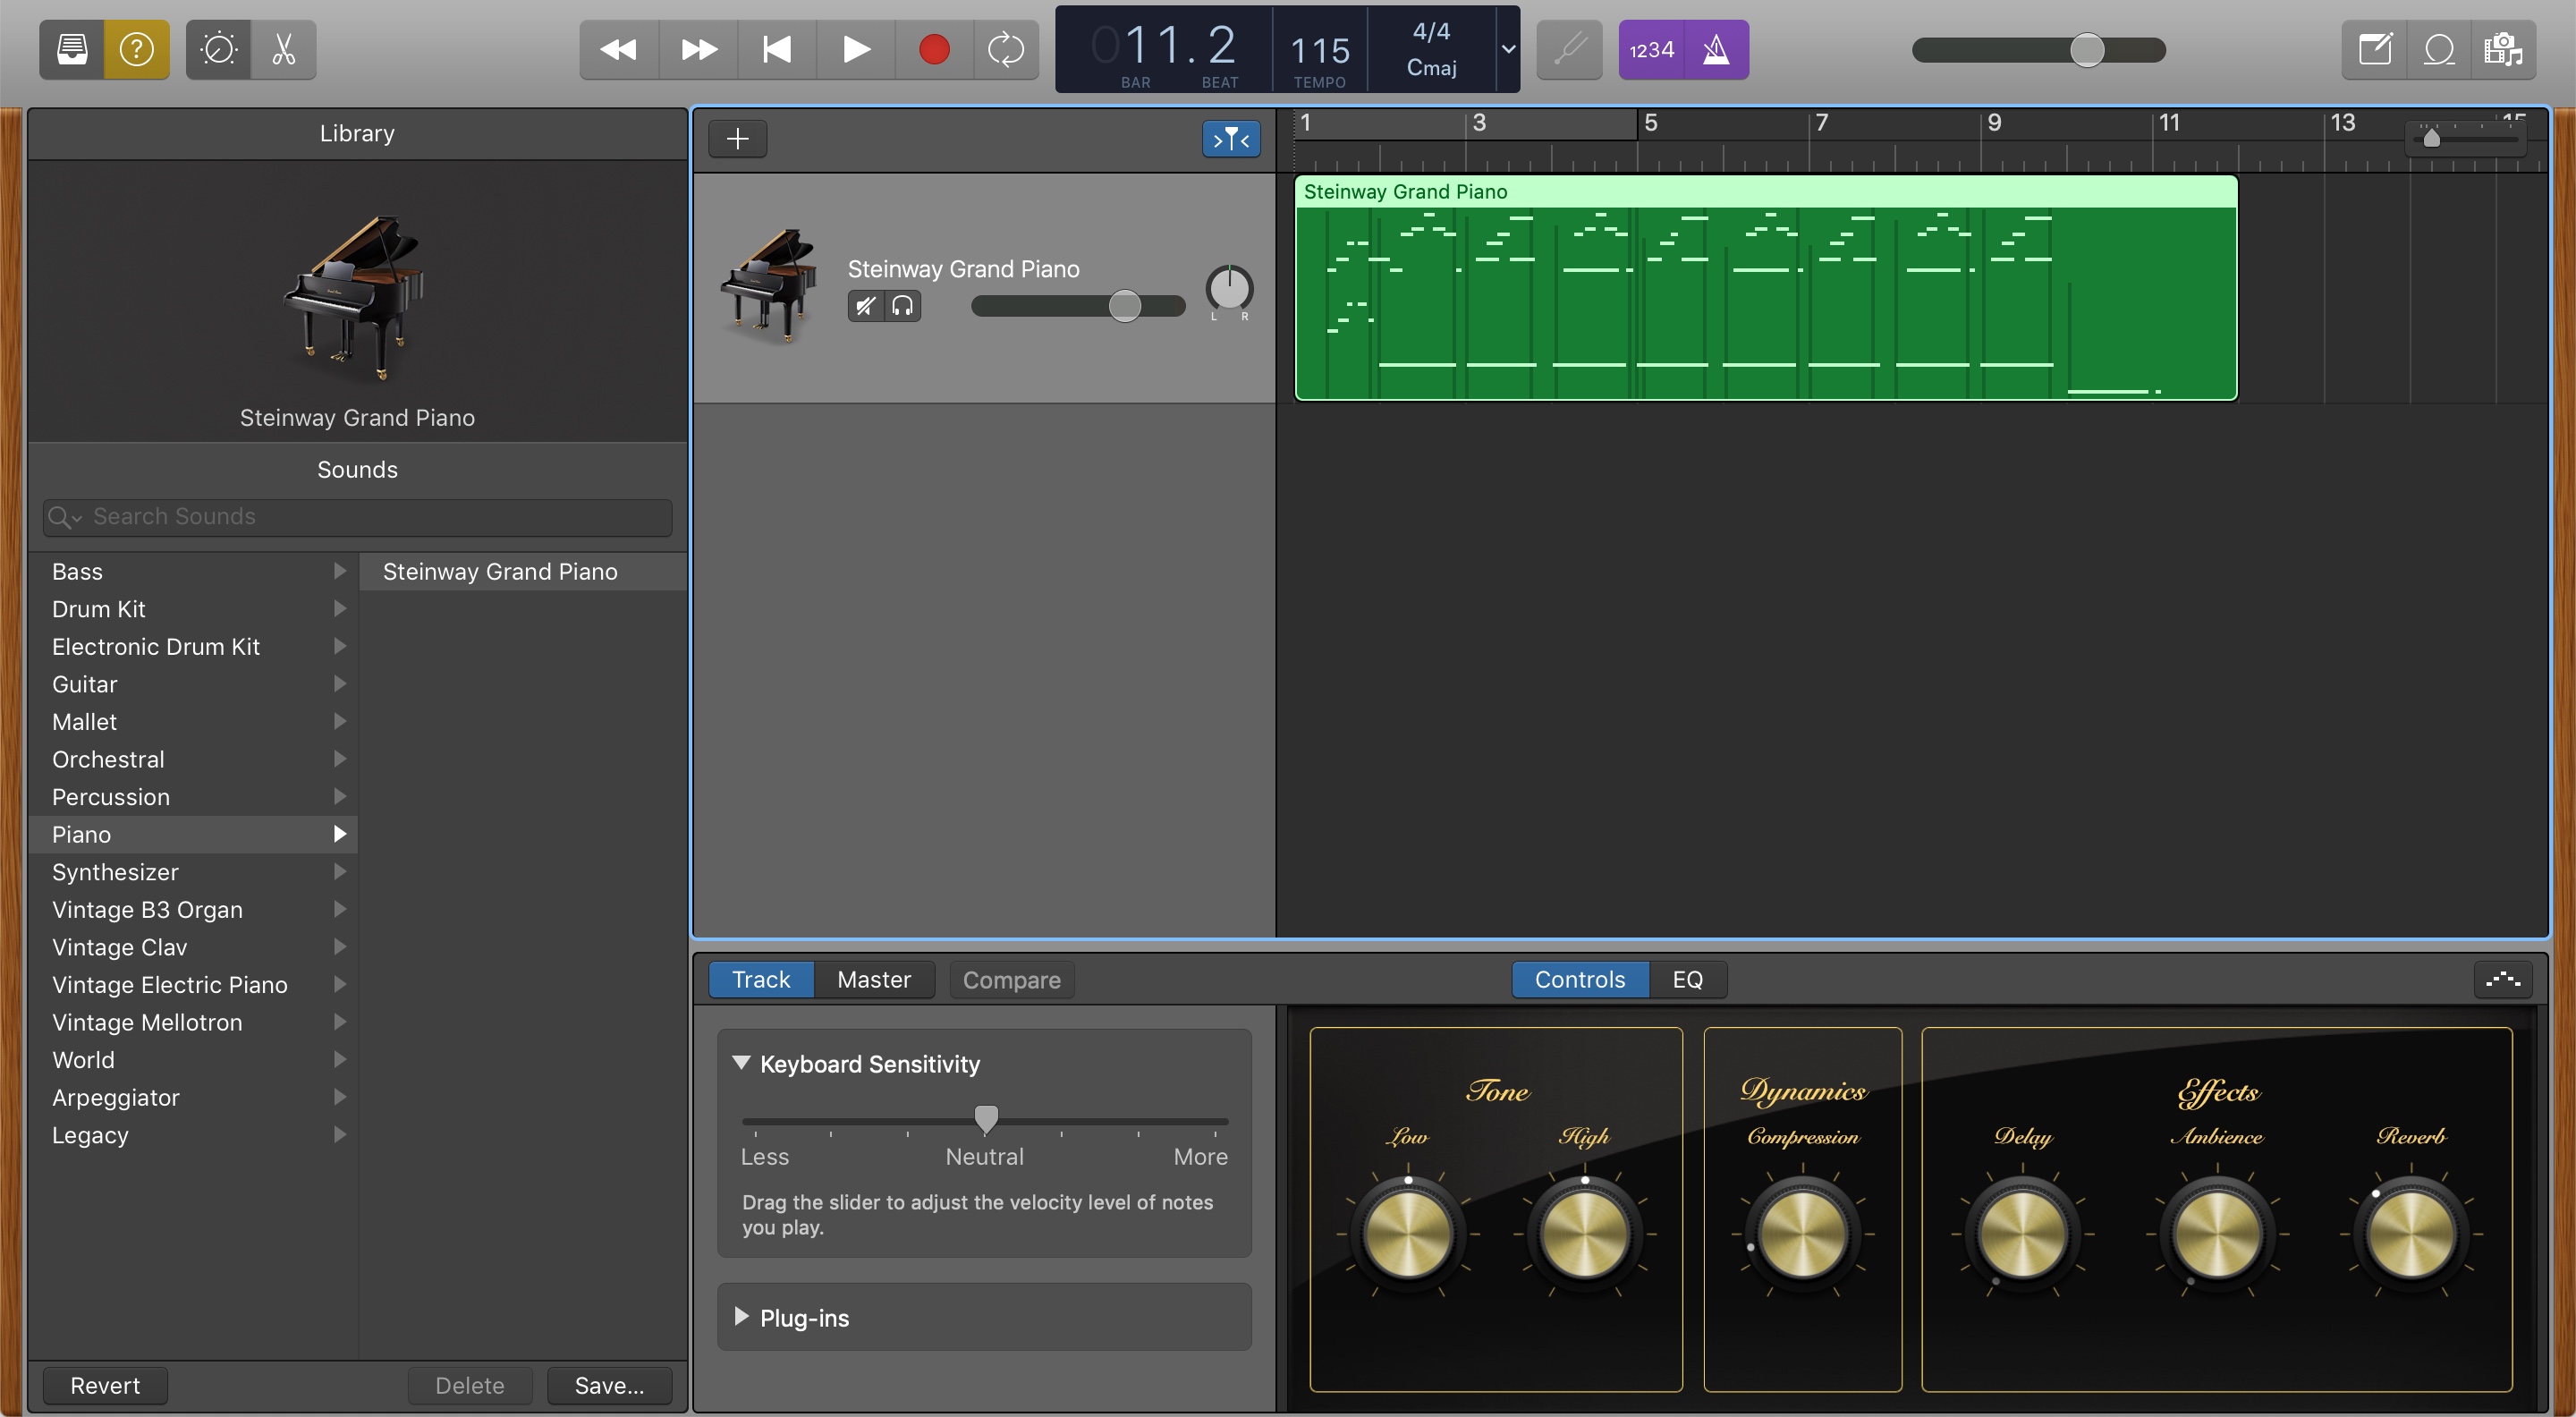 011.2
BAR BEAT
115
TEMPO
4/4
Cmaj
1234
Library
Steinway Grand Piano
Sounds
Search Sounds
Bass
Drum Kit
Electronic Drum Kit
Guitar
Mallet
Orchestral
Percussion
Piano
Synthesizer
Vintage B3 Organ
Vintage Clav
Vintage Electric Piano
Vintage Mellotron
World
Arpeggiator
Legacy
Steinway Grand Piano
Revert
Delete
Save...
1 3 5 7 9 11 13 15
Steinway Grand Piano
L R
Steinway Grand Piano
Track Master Compare
Controls EQ
Keyboard Sensitivity
Less Neutral More
Drag the slider to adjust the velocity level of notes
you play.
Plug-ins
Tone
Low High
Dynamics
Compression
Effects
Delay Ambience Reverb